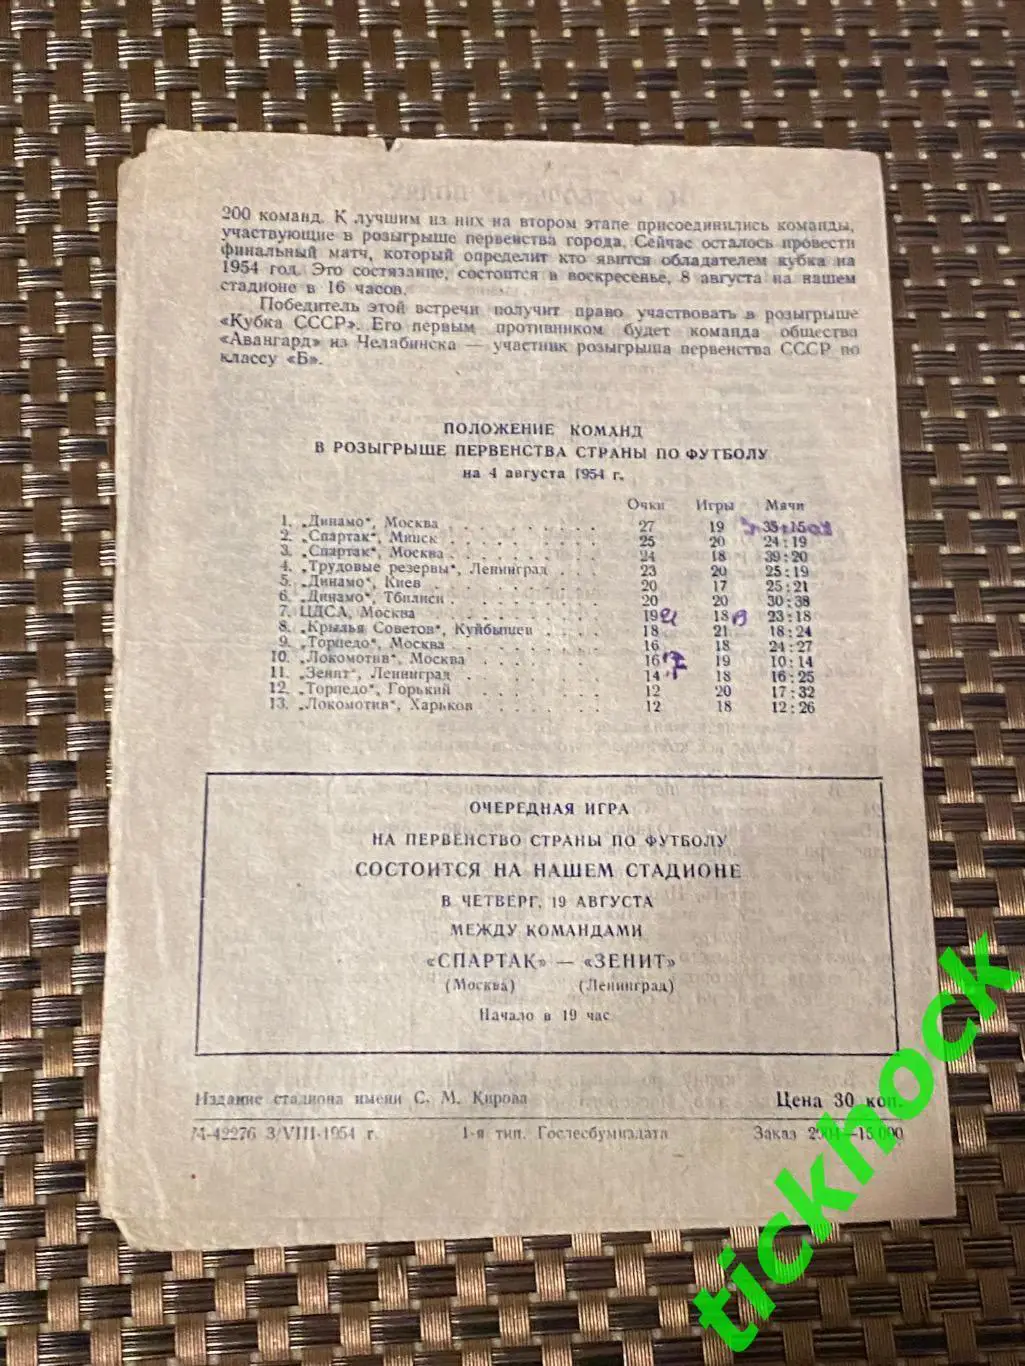 200 команд. К лучшим из них на втором этапе присоединились команды,
участвующие в розыгрыше первенства города. Сейчас осталось провести
финальный матч, который определит кто явится обладателем кубка на
1954 год. Это состязание, состоится в воскресенье, 8 августа на нашем
стадионе в 16 часов.
Победитель этой встречи получит право участвовать в розыгрыше
«Кубка СССР». Его первым противником будет команда общества
«Авангард» из Челябинска — участник розыгрыша первенства СССР по
классу «Б».
ПОЛОЖЕНИЕ КОМАНД
В РОЗЫГРЫШЕ ПЕРВЕНСТВА СТРАНЫ ПО ФУТБОЛУ
на 4 августа 1954 г.
Очки Игры Мячи
1. „Динамо“, Москва . . . . . . . . 27 19 35:15
2. „Спартак“, Минск . . . . . . . . 25 20 24:19
3. „Спартак“, Москва . . . . . . . . 24 18 39:20
4. „Трудовые резервы“, Ленинград . . . 23 20 25:19
5. „Динамо“, Киев . . . . . . . . . 20 17 25:21
6. „Динамо“, Тбилиси . . . . . . . . 20 20 30:38
7. ЦДСА, Москва . . . . . . . . . 19 21 18 19 23:18
8. „Крылья Советов“, Куйбышев . . . . 18 21 18:24
9. „Торпедо“, Москва . . . . . . . . 16 18 24:27
10. „Локомотив“, Москва . . . . . . . 16 17 19 10:14
11. „Зенит“, Ленинград . . . . . . . . 14 18 16:25
12. „Торпедо“, Горький . . . . . . . . 12 20 17:32
13. „Локомотив“, Харьков . . . . . . . 12 18 12:26
ОЧЕРЕДНАЯ ИГРА
НА ПЕРВЕНСТВО СТРАНЫ ПО ФУТБОЛУ
СОСТОИТСЯ НА НАШЕМ СТАДИОНЕ
В ЧЕТВЕРГ, 19 АВГУСТА
МЕЖДУ КОМАНДАМИ
«СПАРТАК» — «ЗЕНИТ»
(Москва) (Ленинград)
Начало в 19 час.
Издание стадиона имени С. М. Кирова Цена 30 коп.
М-42276 3/VIII-1954 г. 1-я тип. Гослесбумиздата Заказ 2004—15.000
tickhock